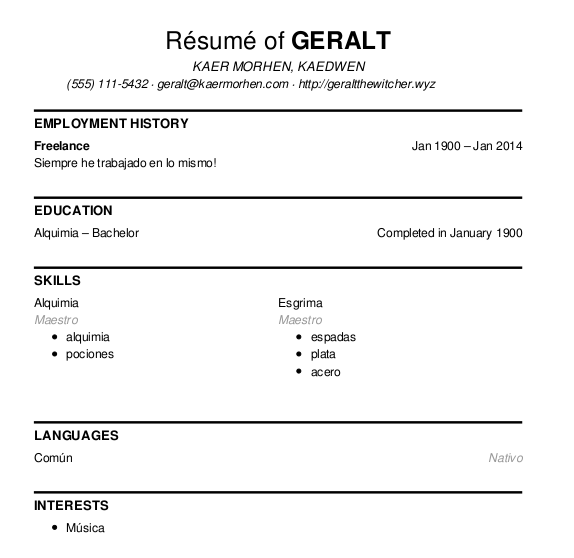 Résumé of GERALT
KAER MORHEN, KAEDWEN
(555) 111-5432 · geralt@kaermorhen.com · http://geraltthewitcher.wyz
EMPLOYMENT HISTORY
Freelance Jan 1900 – Jan 2014
Siempre he trabajado en lo mismo!
EDUCATION
Alquimia – Bachelor Completed in January 1900
SKILLS
Alquimia
Maestro
• alquimia
• pociones
Esgrima
Maestro
• espadas
• plata
• acero
LANGUAGES
Común Nativo
INTERESTS
• Música